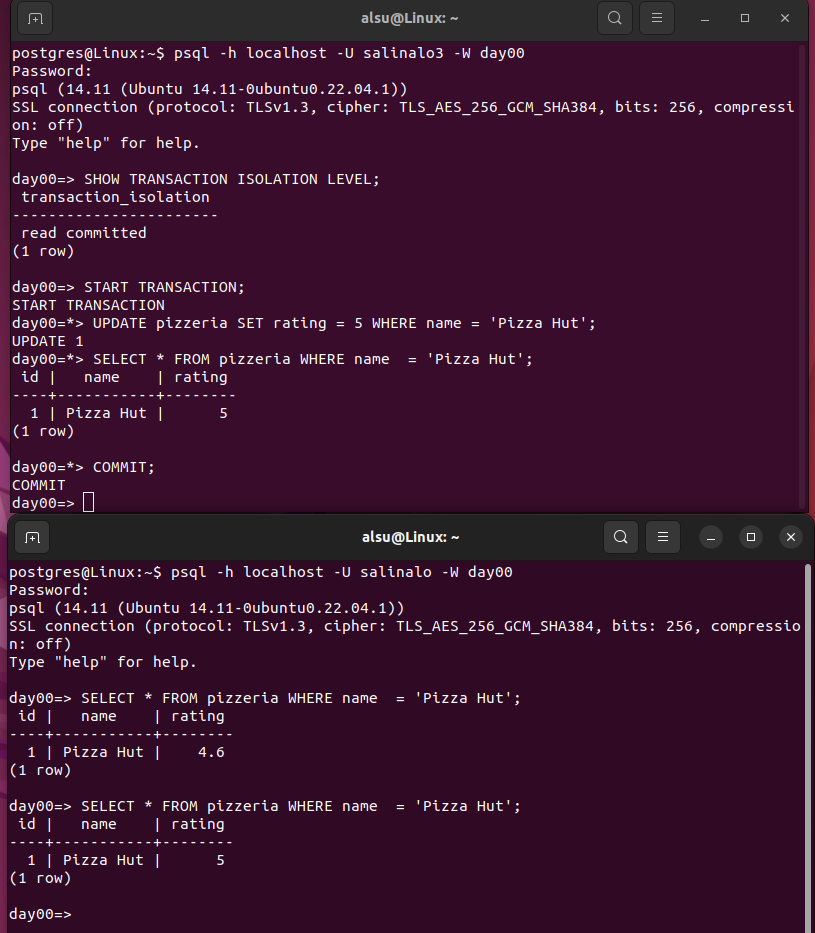 alsu@Linux: ~
postgres@Linux:~$ psql -h localhost -U salinalo3 -W day00
Password:
psql (14.11 (Ubuntu 14.11-0ubuntu0.22.04.1))
SSL connection (protocol: TLSv1.3, cipher: TLS_AES_256_GCM_SHA384, bits: 256, compressi
on: off)
Type "help" for help.

day00=> SHOW TRANSACTION ISOLATION LEVEL;
 transaction_isolation
-----------------------
 read committed
(1 row)

day00=> START TRANSACTION;
START TRANSACTION
day00=*> UPDATE pizzeria SET rating = 5 WHERE name = 'Pizza Hut';
UPDATE 1
day00=*> SELECT * FROM pizzeria WHERE name  = 'Pizza Hut';
 id |   name    | rating
----+-----------+--------
  1 | Pizza Hut |      5
(1 row)

day00=*> COMMIT;
COMMIT
day00=>
alsu@Linux: ~
postgres@Linux:~$ psql -h localhost -U salinalo -W day00
Password:
psql (14.11 (Ubuntu 14.11-0ubuntu0.22.04.1))
SSL connection (protocol: TLSv1.3, cipher: TLS_AES_256_GCM_SHA384, bits: 256, compressio
n: off)
Type "help" for help.

day00=> SELECT * FROM pizzeria WHERE name  = 'Pizza Hut';
 id |   name    | rating
----+-----------+--------
  1 | Pizza Hut |    4.6
(1 row)

day00=> SELECT * FROM pizzeria WHERE name  = 'Pizza Hut';
 id |   name    | rating
----+-----------+--------
  1 | Pizza Hut |      5
(1 row)

day00=>